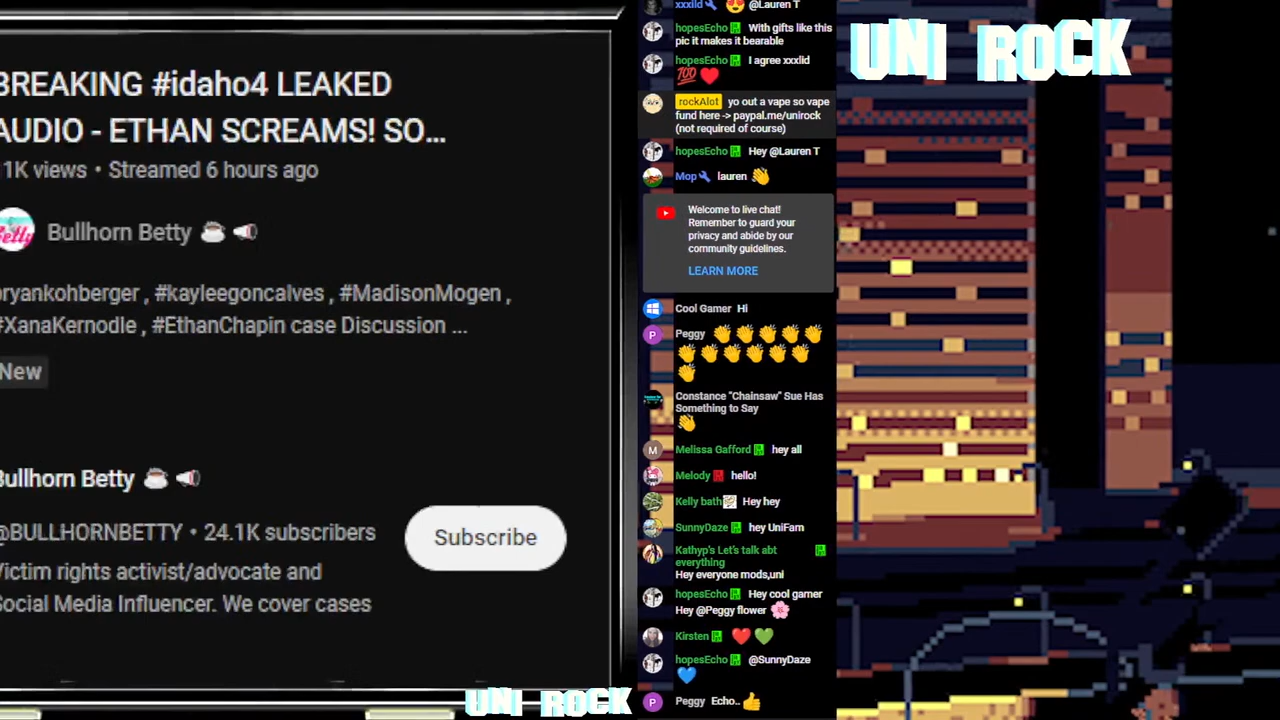 BREAKING #idaho4 LEAKED
AUDIO - ETHAN SCREAMS! SO...
1K views • Streamed 6 hours ago
Betty
Bullhorn Betty
bryankohberger , #kayleegoncalves , #MadisonMogen ,
#XanaKernodle , #EthanChapin case Discussion ...
New
Bullhorn Betty
@BULLHORNBETTY • 24.1K subscribers
Victim rights activist/advocate and
Social Media Influencer. We cover cases
Subscribe
xxxlid @Lauren T
hopesEcho With gifts like this
pic it makes it bearable
hopesEcho I agree xxxlid
💯❤️
rockAlot yo out a vape so vape
fund here -> paypal.me/unirock
(not required of course)
hopesEcho Hey @Lauren T
Mop lauren 👋
Welcome to live chat!
Remember to guard your
privacy and abide by our
community guidelines.
LEARN MORE
Cool Gamer Hi
P
Peggy 👋👋👋👋👋
👋👋👋👋👋👋
👋
Constance "Chainsaw" Sue Has
Something to Say
👋
M
Melissa Gafford hey all
Melody hello!
Kelly bath Hey hey
SunnyDaze hey UniFam
Kathyp's Let's talk abt
everything
Hey everyone mods,uni
hopesEcho Hey cool gamer
Hey @Peggy flower 🌸
Kirsten ❤️💚
hopesEcho @SunnyDaze
💙
P
Peggy Echo.. 👍
UNI ROCK
UNI ROCK